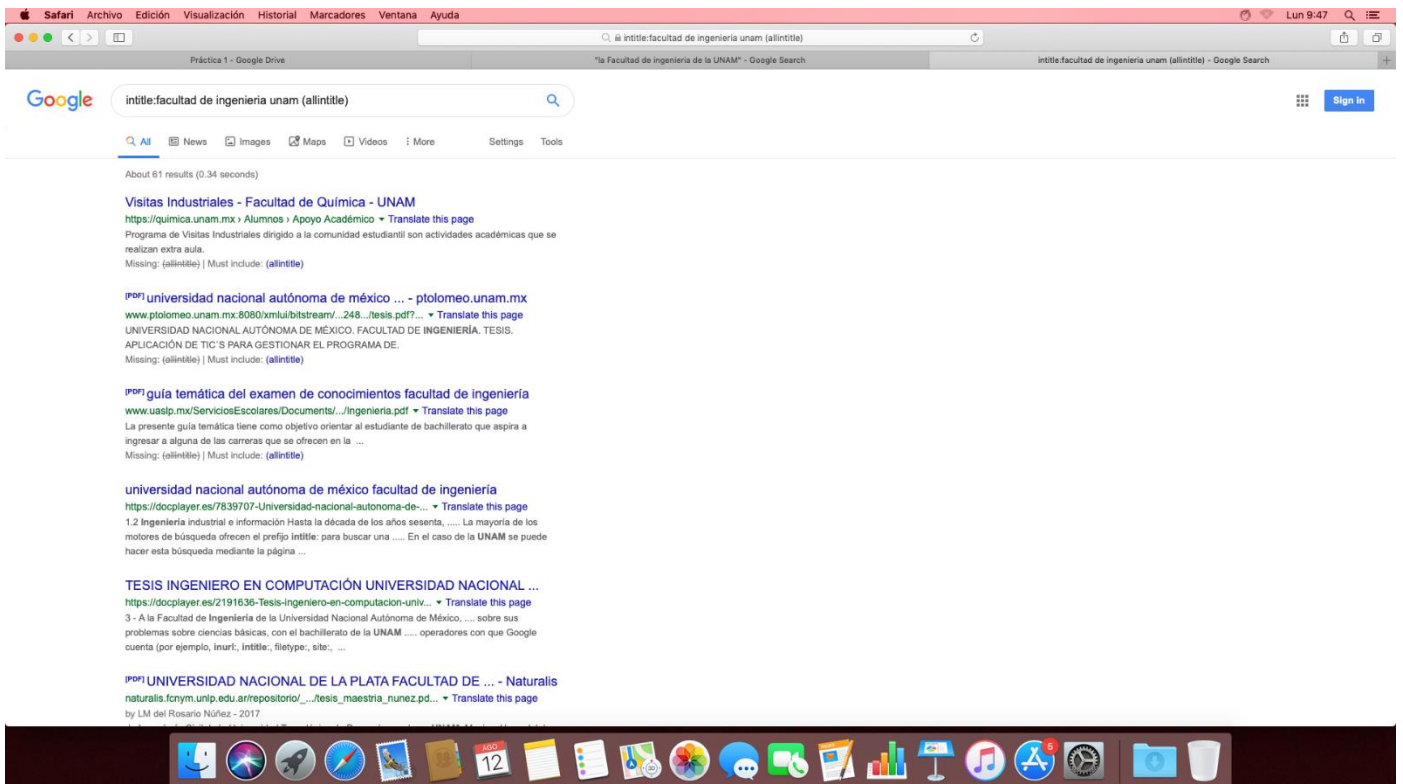 Safari Archivo Edición Visualización Historial Marcadores Ventana Ayuda Lun 9:47
intitle:facultad de ingenieria unam (allintitle)
Práctica 1 - Google Drive "la Facultad de ingenieria de la UNAM" - Google Search intitle:facultad de ingenieria unam (allintitle) - Google Search
Google intitle:facultad de ingenieria unam (allintitle) Sign in
All News Images Maps Videos More Settings Tools
About 61 results (0.34 seconds)
Visitas Industriales - Facultad de Química - UNAM
https://quimica.unam.mx › Alumnos › Apoyo Académico ▾ Translate this page
Programa de Visitas Industriales dirigido a la comunidad estudiantil son actividades académicas que se
realizan extra aula.
Missing: (allintitle) | Must include: (allintitle)
[PDF] universidad nacional autónoma de méxico ... - ptolomeo.unam.mx
www.ptolomeo.unam.mx:8080/xmlui/bitstream/...248.../tesis.pdf?... ▾ Translate this page
UNIVERSIDAD NACIONAL AUTÓNOMA DE MÉXICO. FACULTAD DE INGENIERÍA. TESIS.
APLICACIÓN DE TIC´S PARA GESTIONAR EL PROGRAMA DE.
Missing: (allintitle) | Must include: (allintitle)
[PDF] guía temática del examen de conocimientos facultad de ingeniería
www.uaslp.mx/ServiciosEscolares/Documents/.../Ingenieria.pdf ▾ Translate this page
La presente guía temática tiene como objetivo orientar al estudiante de bachillerato que aspira a
ingresar a alguna de las carreras que se ofrecen en la ...
Missing: (allintitle) | Must include: (allintitle)
universidad nacional autónoma de méxico facultad de ingeniería
https://docplayer.es/7839707-Universidad-nacional-autonoma-de-... ▾ Translate this page
1.2 Ingeniería industrial e información Hasta la década de los años sesenta, ..... La mayoría de los
motores de búsqueda ofrecen el prefijo intitle: para buscar una ..... En el caso de la UNAM se puede
hacer esta búsqueda mediante la página ...
TESIS INGENIERO EN COMPUTACIÓN UNIVERSIDAD NACIONAL ...
https://docplayer.es/2191636-Tesis-ingeniero-en-computacion-univ... ▾ Translate this page
3 - A la Facultad de Ingeniería de la Universidad Nacional Autónoma de México, .... sobre sus
problemas sobre ciencias básicas, con el bachillerato de la UNAM ..... operadores con que Google
cuenta (por ejemplo, inurl:, intitle:, filetype:, site:, ...
[PDF] UNIVERSIDAD NACIONAL DE LA PLATA FACULTAD DE ... - Naturalis
naturalis.fcnym.unlp.edu.ar/repositorio/_.../tesis_maestria_nunez.pd... ▾ Translate this page
by LM del Rosario Núñez - 2017
AGO
12
5